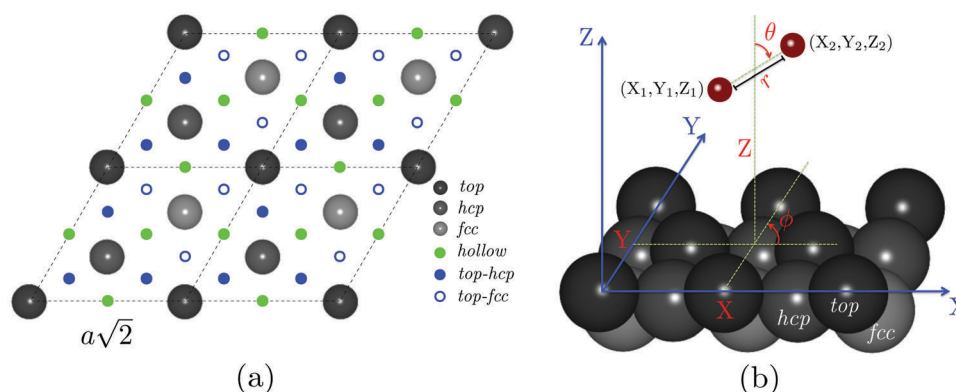 a√2
top
hcp
fcc
hollow
top-hcp
top-fcc
(a)
Z
θ
(X₂,Y₂,Z₂)
(X₁,Y₁,Z₁)
r
Y
Z
Y
ϕ
X
hcp
top
fcc
X
(b)